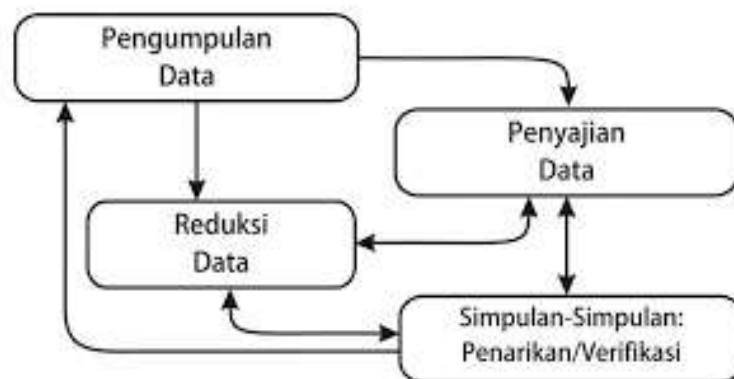 Pengumpulan
Data
Penyajian
Data
Reduksi
Data
Simpulan-Simpulan:
Penarikan/Verifikasi